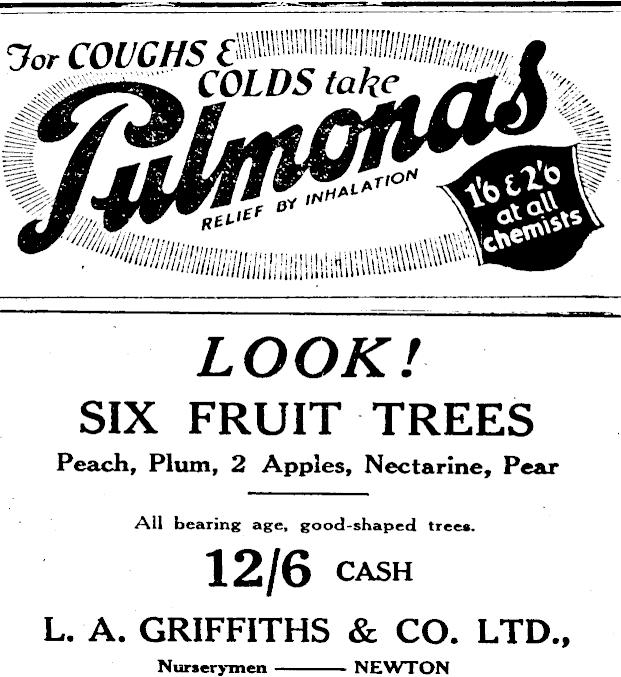 For COUGHS &
COLDS take
Pulmonas
RELIEF BY INHALATION
1'6 & 2'6
at all
chemists
LOOK!
SIX FRUIT TREES
Peach, Plum, 2 Apples, Nectarine, Pear
All bearing age, good-shaped trees.
12/6 CASH
L. A. GRIFFITHS & CO. LTD.,
Nurserymen ——— NEWTON